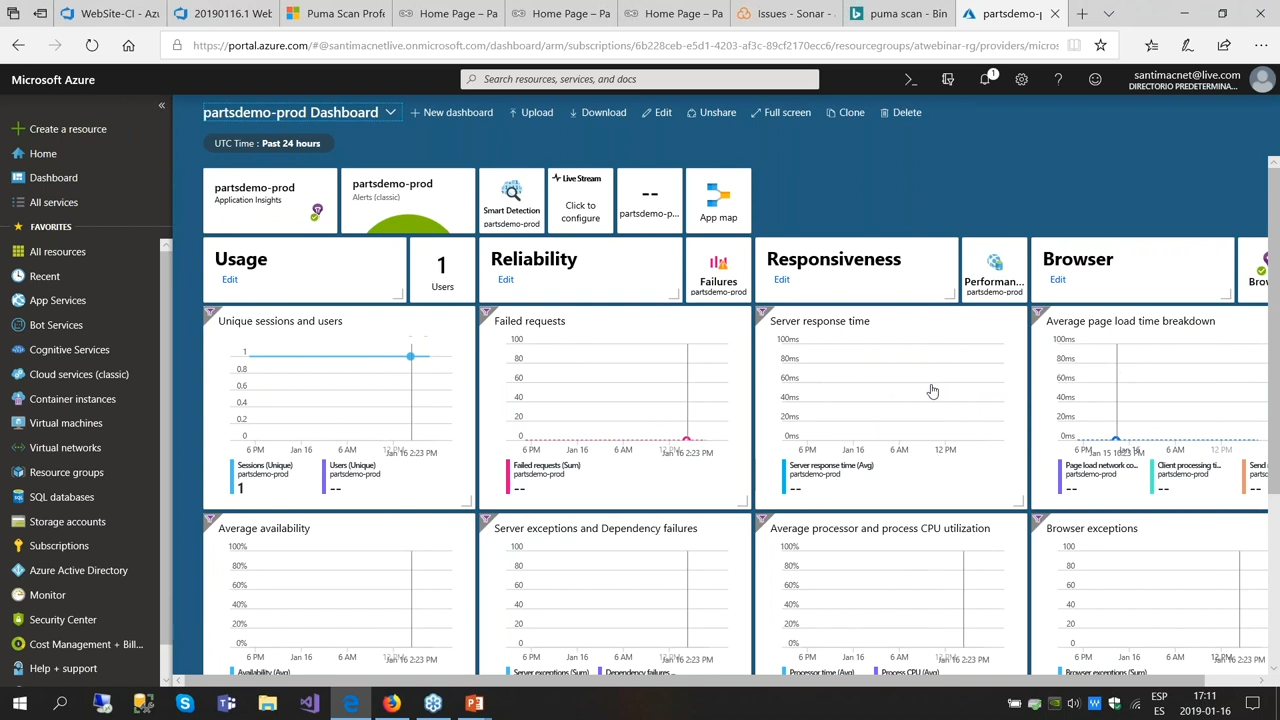 WebSite-CI - A
20190116.1 Wel
Puma Scan Profe
Home Page - Pa
Home Page - Pa
Home Page - Pa
Issues - Sonar -
puma scan - Bin
partsdemo-
https://portal.azure.com/#@santimacnetlive.onmicrosoft.com/dashboard/arm/subscriptions/6b228ceb-e5d1-4203-af3c-89cf2170ecc6/resourcegroups/atwebinar-rg/providers/micros
Microsoft Azure
Search resources, services, and docs
1
santimacnet@live.com
DIRECTORIO PREDETERMINA...
Create a resource
Home
Dashboard
All services
FAVORITES
All resources
Recent
App Services
Bot Services
Cognitive Services
Cloud services (classic)
Container instances
Virtual machines
Virtual networks
Resource groups
SQL databases
Storage accounts
Subscriptions
Azure Active Directory
Monitor
Security Center
Cost Management + Bill...
Help + support
partsdemo-prod Dashboard
+ New dashboard
Upload
Download
Edit
Unshare
Full screen
Clone
Delete
UTC Time : Past 24 hours
partsdemo-prod
Application Insights
partsdemo-prod
Alerts (classic)
Smart Detection
partsdemo-prod
Live Stream
Click to
configure
--
partsdemo-p...
App map
Usage
Edit
1
Users
Reliability
Edit
Failures
partsdemo-prod
Responsiveness
Edit
Performan...
partsdemo-prod
Browser
Edit
Brow
Unique sessions and users
1
0.8
0.6
0.4
0.2
0
6 PM
Jan 16
6 AM
Jan 16 2:23 PM
Sessions (Unique)
partsdemo-prod
1
Users (Unique)
partsdemo-prod
--
Failed requests
100
80
60
40
20
0
6 PM
Jan 16
6 AM
Jan 16 2:23 PM
Failed requests (Sum)
partsdemo-prod
--
Server response time
100ms
80ms
60ms
40ms
20ms
0ms
6 PM
Jan 16
6 AM
12 PM
Server response time (Avg)
partsdemo-prod
--
Average page load time breakdown
100ms
80ms
60ms
40ms
20ms
0ms
6 PM
6 AM
12 PM
Page load network co...
partsdemo-prod
--
Client processing ti...
partsdemo-prod
--
Send r
partsd
--
Average availability
100%
80%
60%
40%
20%
0%
6 PM
Jan 16
6 AM
Jan 16 2:23 PM
Availability (Avg)
Server exceptions and Dependency failures
100
80
60
40
20
0
6 PM
Jan 16
6 AM
Jan 16 2:23 PM
Server exceptions (Sum)
Dependency failures...
Average processor and process CPU utilization
100%
80%
60%
40%
20%
0%
6 PM
Jan 16
6 AM
Jan 16 2:23 PM
Processor time (Avg)
Process CPU (Avg)
Browser exceptions
100
80
60
40
20
0
6 PM
Jan 16
6 AM
Jan 16 2:23 PM
Browser exceptions (Sum)
ESP
ES
17:11
2019-01-16